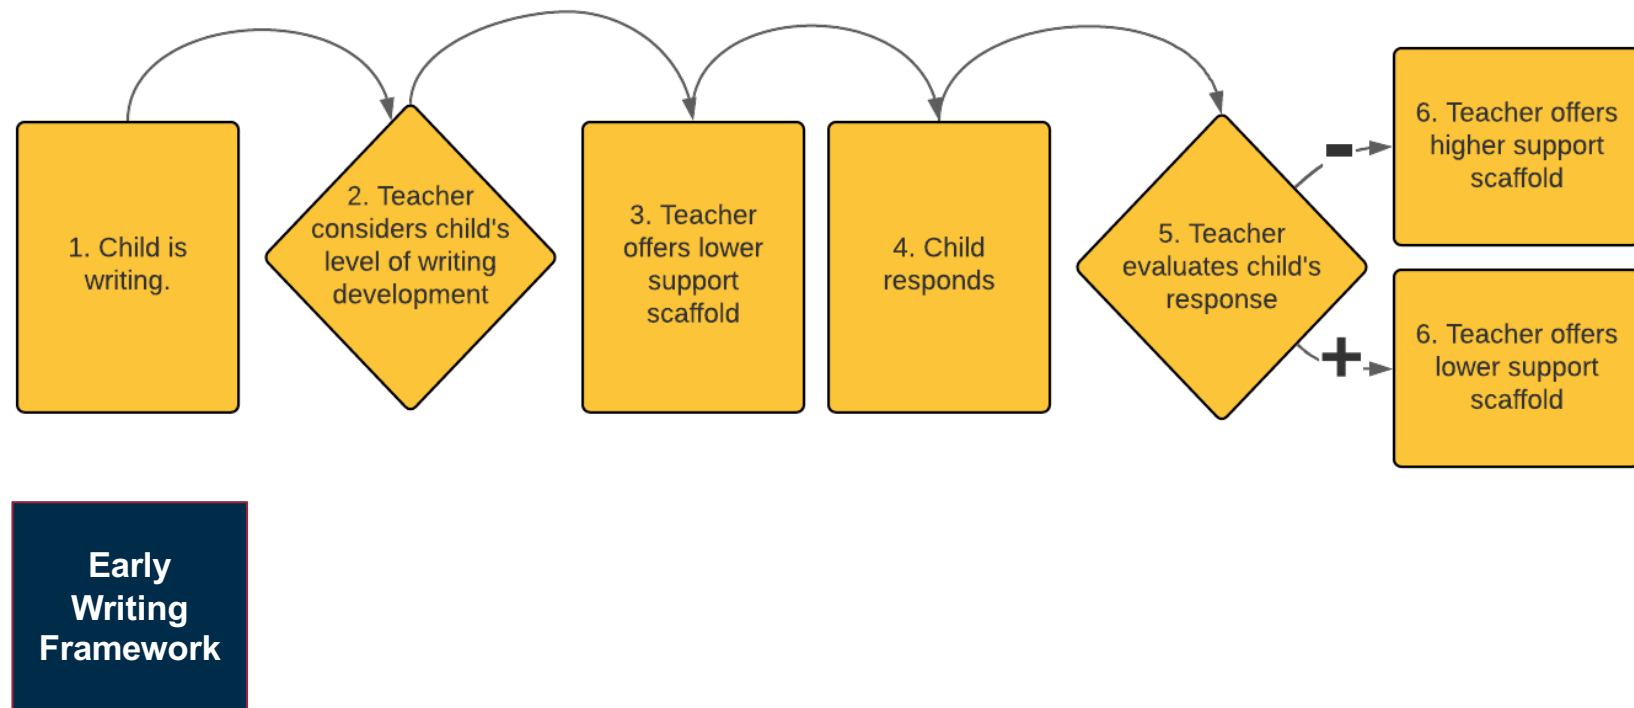 1. Child is
writing.
2. Teacher
considers child's
level of writing
development
3. Teacher
offers lower
support
scaffold
4. Child
responds
5. Teacher
evaluates child's
response
-
+
6. Teacher offers
higher support
scaffold
6. Teacher offers
lower support
scaffold
Early
Writing
Framework